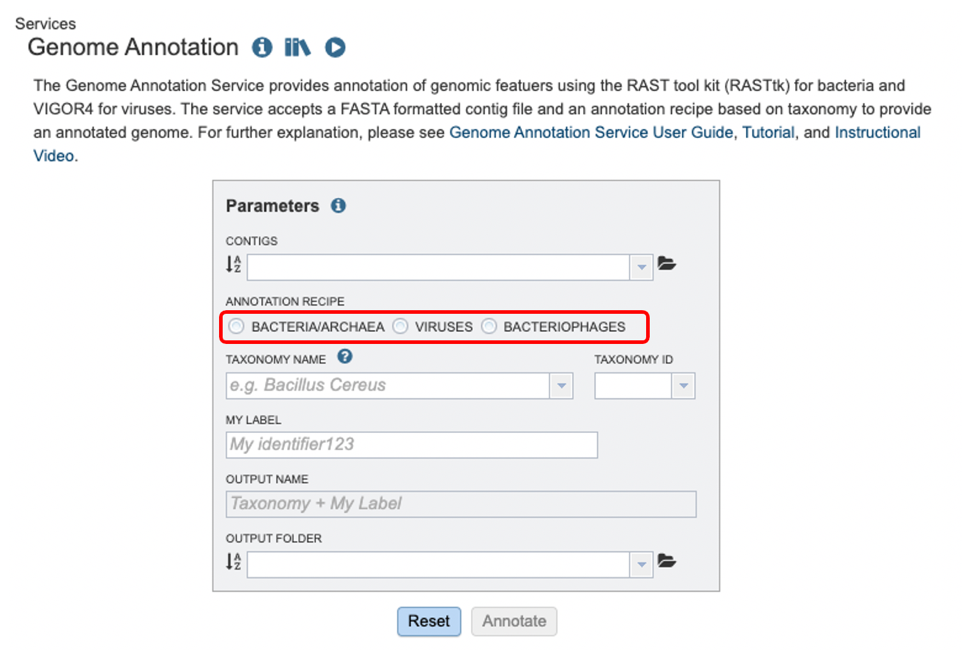 Services
Genome Annotation
The Genome Annotation Service provides annotation of genomic featuers using the RAST tool kit (RASTtk) for bacteria and
VIGOR4 for viruses. The service accepts a FASTA formatted contig file and an annotation recipe based on taxonomy to provide
an annotated genome. For further explanation, please see Genome Annotation Service User Guide, Tutorial, and Instructional
Video.
Parameters
CONTIGS
ANNOTATION RECIPE
BACTERIA/ARCHAEA VIRUSES BACTERIOPHAGES
TAXONOMY NAME TAXONOMY ID
e.g. Bacillus Cereus
MY LABEL
My identifier123
OUTPUT NAME
Taxonomy + My Label
OUTPUT FOLDER
Reset Annotate